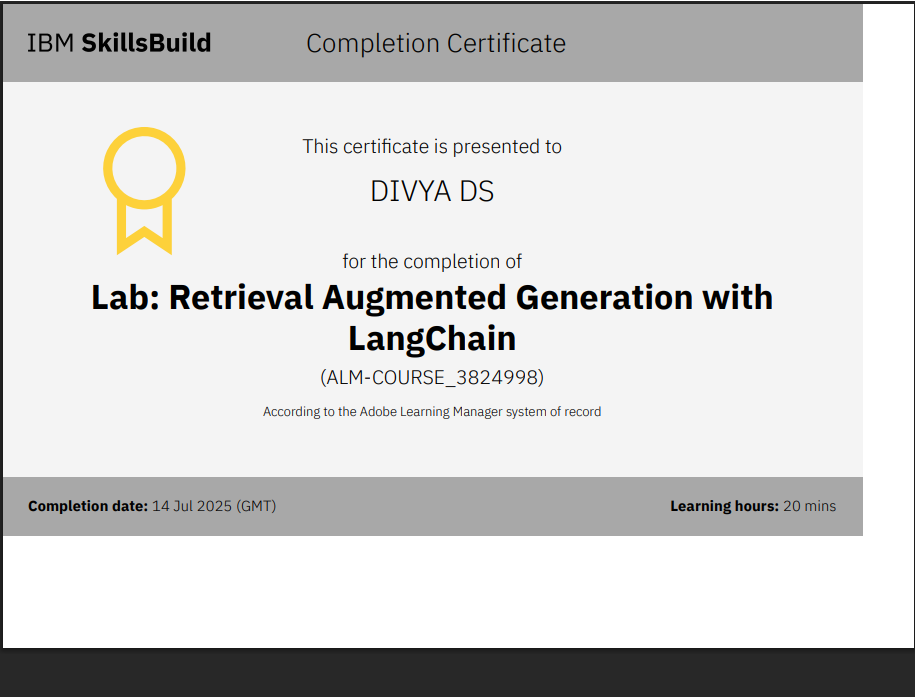 IBM SkillsBuild
Completion Certificate
This certificate is presented to
DIVYA DS
for the completion of
Lab: Retrieval Augmented Generation with
LangChain
(ALM-COURSE_3824998)
According to the Adobe Learning Manager system of record
Completion date: 14 Jul 2025 (GMT)
Learning hours: 20 mins